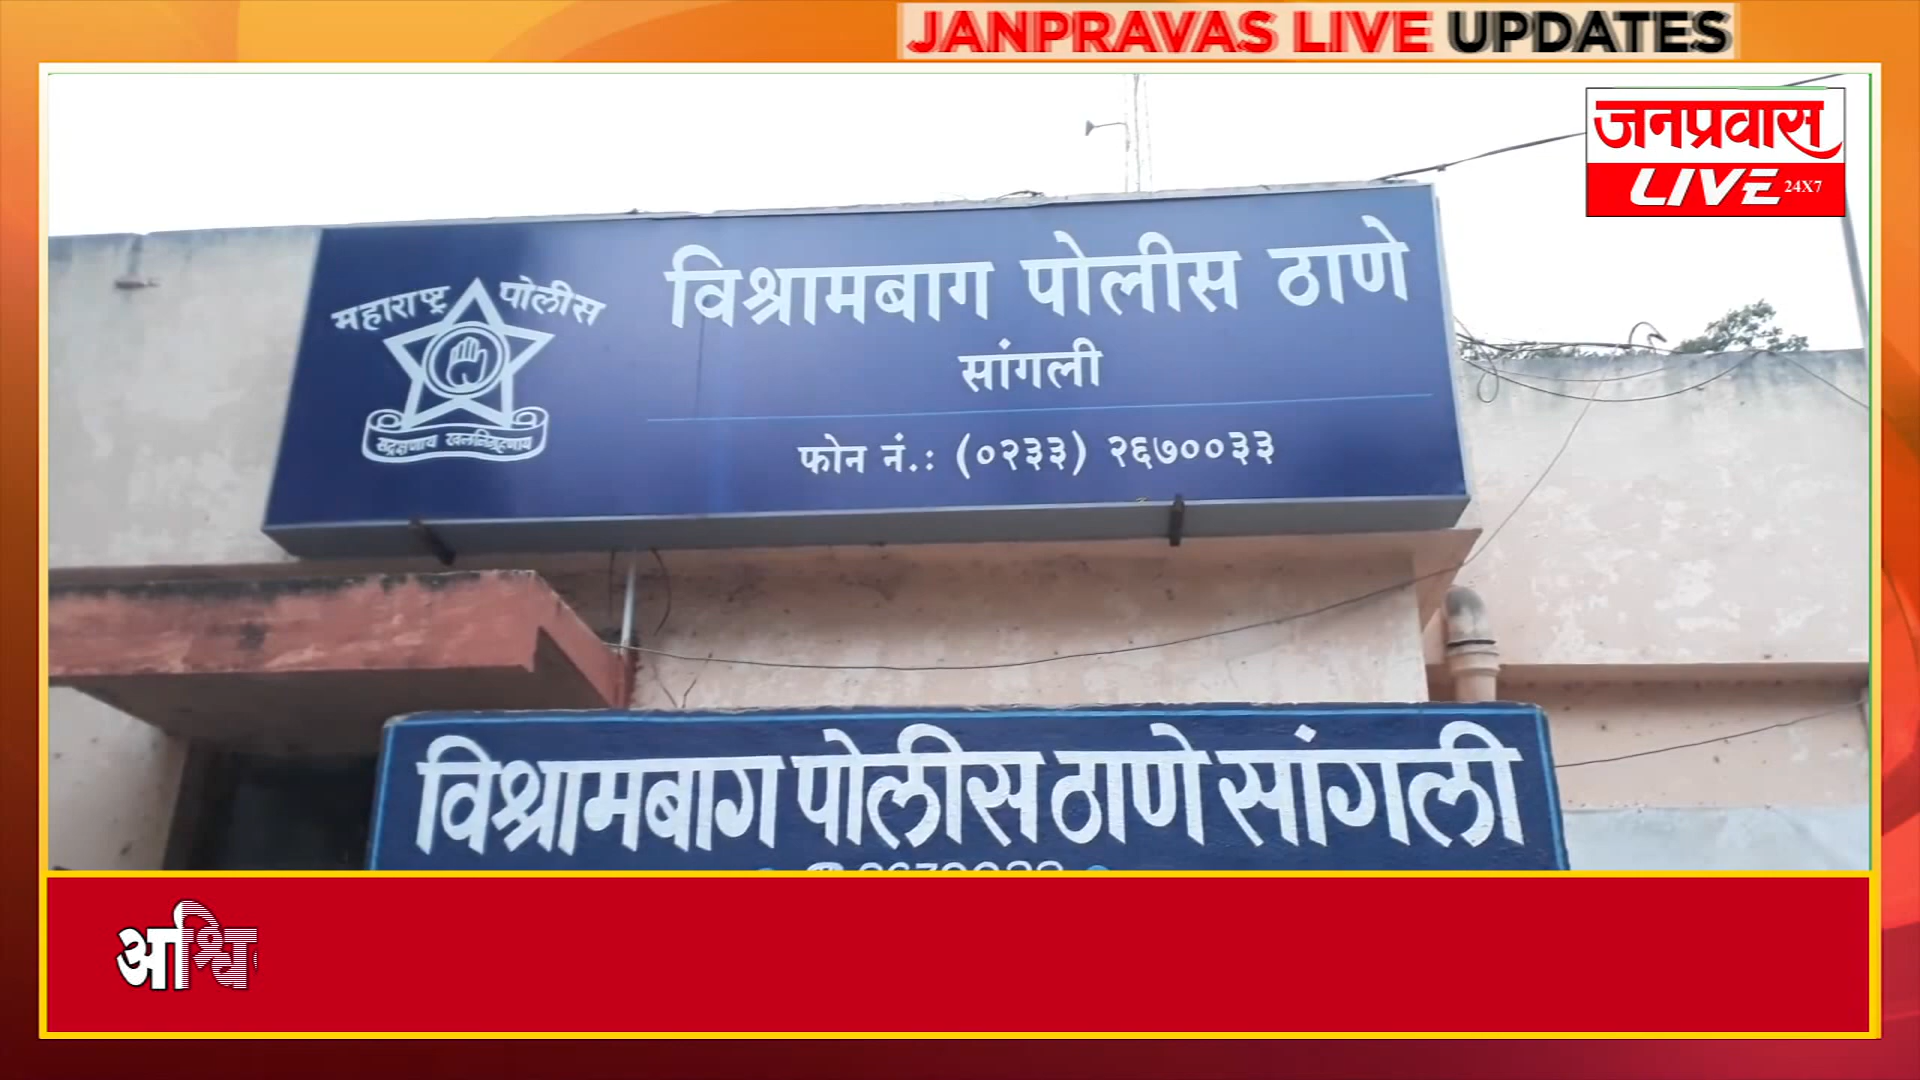 JANPRAVAS LIVE UPDATES
जनप्रवास
LIVE 24X7
महाराष्ट्र पोलीस
विश्रामबाग पोलीस ठाणे
सांगली
फोन नं.: (०२३३) २६७००३३
विश्रामबाग पोलीस ठाणे सांगली